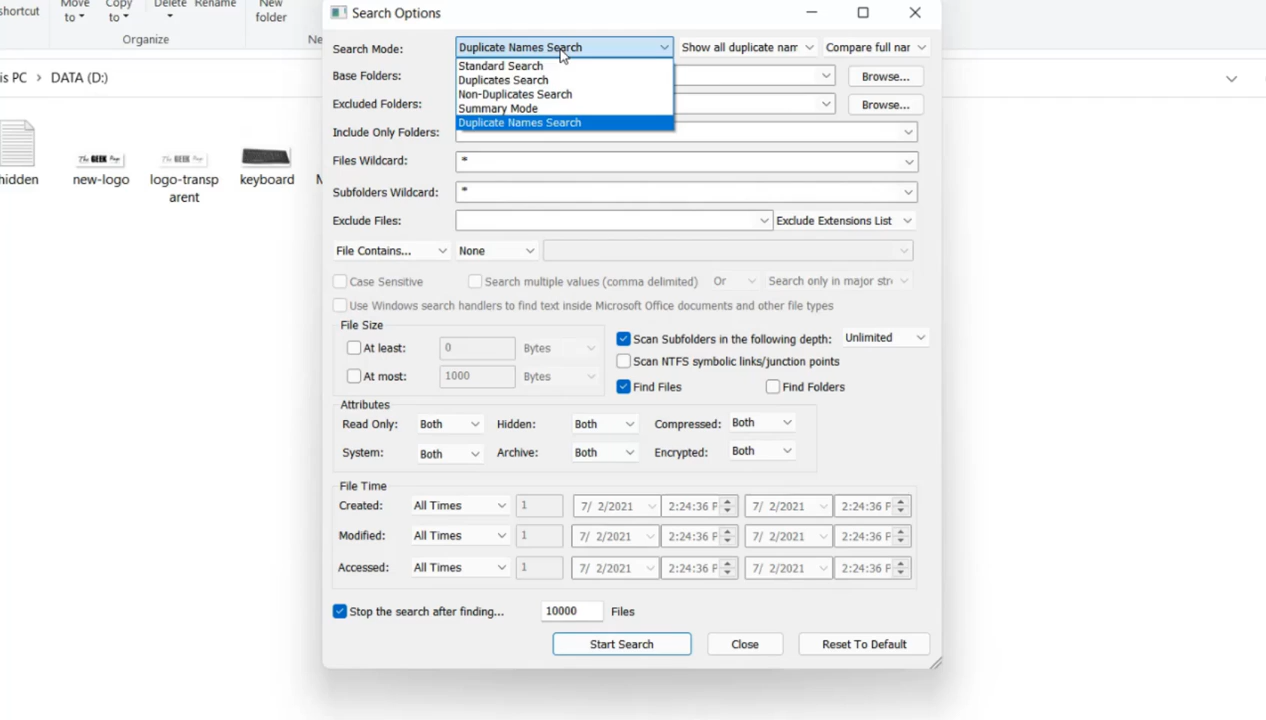 shortcut
Move
to
Copy
to
Delete
Rename
New
folder
Organize
Ne
is PC > DATA (D:)
hidden
The GEEK Page
new-logo
The GEEK Page
logo-transp
arent
keyboard
Search Options
Search Mode:
Duplicate Names Search
Show all duplicate nam
Compare full nar
Standard Search
Duplicates Search
Non-Duplicates Search
Summary Mode
Duplicate Names Search
Base Folders:
Browse...
Excluded Folders:
Browse...
Include Only Folders:
Files Wildcard:
*
Subfolders Wildcard:
*
Exclude Files:
Exclude Extensions List
File Contains...
None
Case Sensitive
Search multiple values (comma delimited)
Or
Search only in major stre
Use Windows search handlers to find text inside Microsoft Office documents and other file types
File Size
At least:
0
Bytes
At most:
1000
Bytes
Scan Subfolders in the following depth:
Unlimited
Scan NTFS symbolic links/junction points
Find Files
Find Folders
Attributes
Read Only:
Both
Hidden:
Both
Compressed:
Both
System:
Both
Archive:
Both
Encrypted:
Both
File Time
Created:
All Times
1
7/ 2/2021
2:24:36 P
7/ 2/2021
2:24:36 P
Modified:
All Times
1
7/ 2/2021
2:24:36 P
7/ 2/2021
2:24:36 P
Accessed:
All Times
1
7/ 2/2021
2:24:36 P
7/ 2/2021
2:24:36 P
Stop the search after finding...
10000
Files
Start Search
Close
Reset To Default